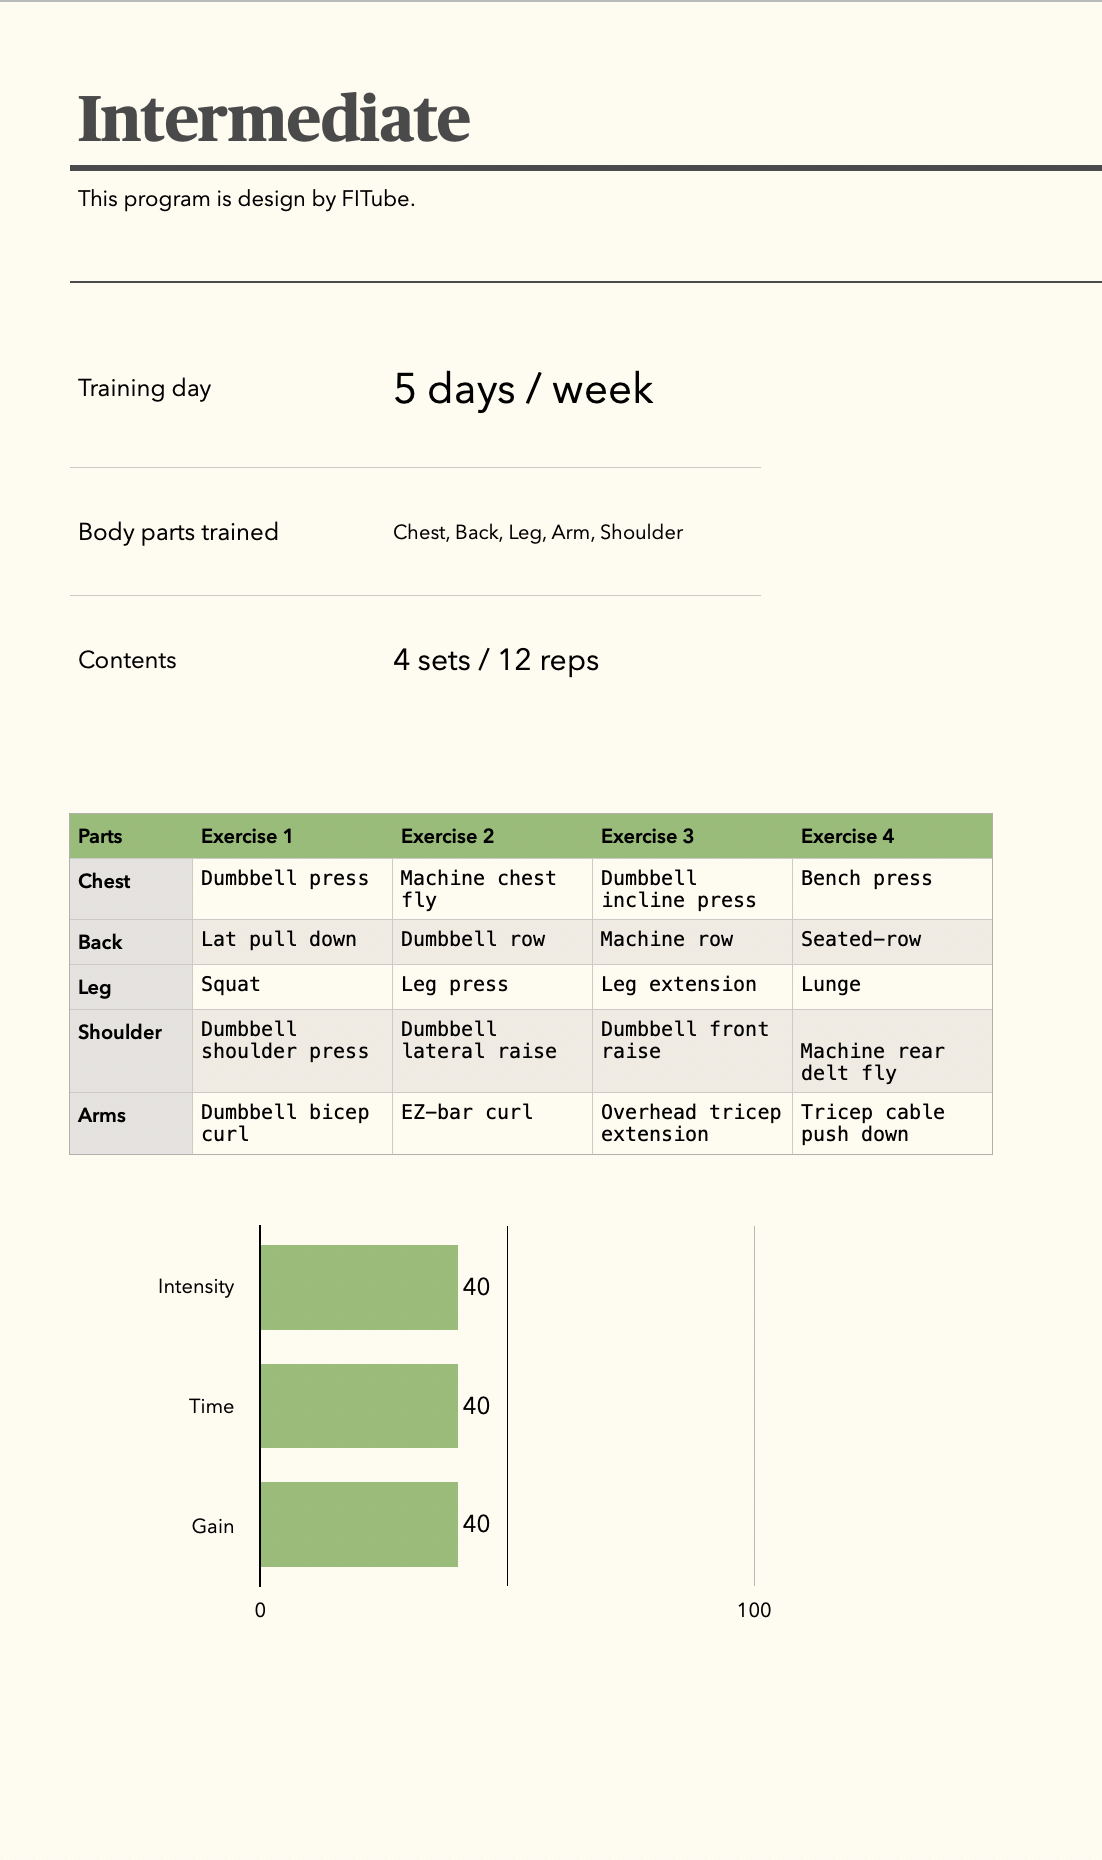 Intermediate
This program is design by FITube.
Training day 5 days / week
Body parts trained Chest, Back, Leg, Arm, Shoulder
Contents 4 sets / 12 reps
Parts Exercise 1 Exercise 2 Exercise 3 Exercise 4
Chest Dumbbell press Machine chest Dumbbell Bench press
fly incline press
Back Lat pull down Dumbbell row Machine row Seated–row
Leg Squat Leg press Leg extension Lunge
Shoulder Dumbbell Dumbbell Dumbbell front
shoulder press lateral raise raise Machine rear
delt fly
Arms Dumbbell bicep EZ–bar curl Overhead tricep Tricep cable
curl extension push down
Intensity 40
Time 40
Gain 40
0 100